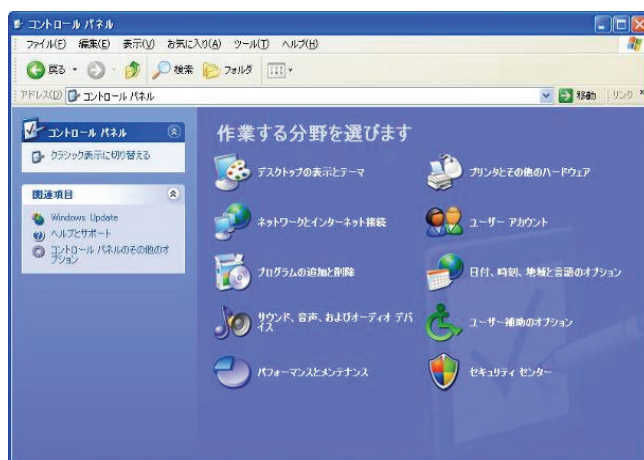 コントロール パネル
ファイル(F) 編集(E) 表示(V) お気に入り(A) ツール(T) ヘルプ(H)
戻る 検索 フォルダ
アドレス(D) コントロール パネル 移動 リンク
コントロール パネル
クラシック表示に切り替える
関連項目
Windows Update
ヘルプとサポート
コントロール パネルのその他のオ
プション
作業する分野を選びます
デスクトップの表示とテーマ
プリンタとその他のハードウェア
ネットワークとインターネット接続
ユーザー アカウント
プログラムの追加と削除
日付、時刻、地域と言語のオプション
サウンド、音声、およびオーディオ デバ
イス
ユーザー補助のオプション
パフォーマンスとメンテナンス
セキュリティ センター